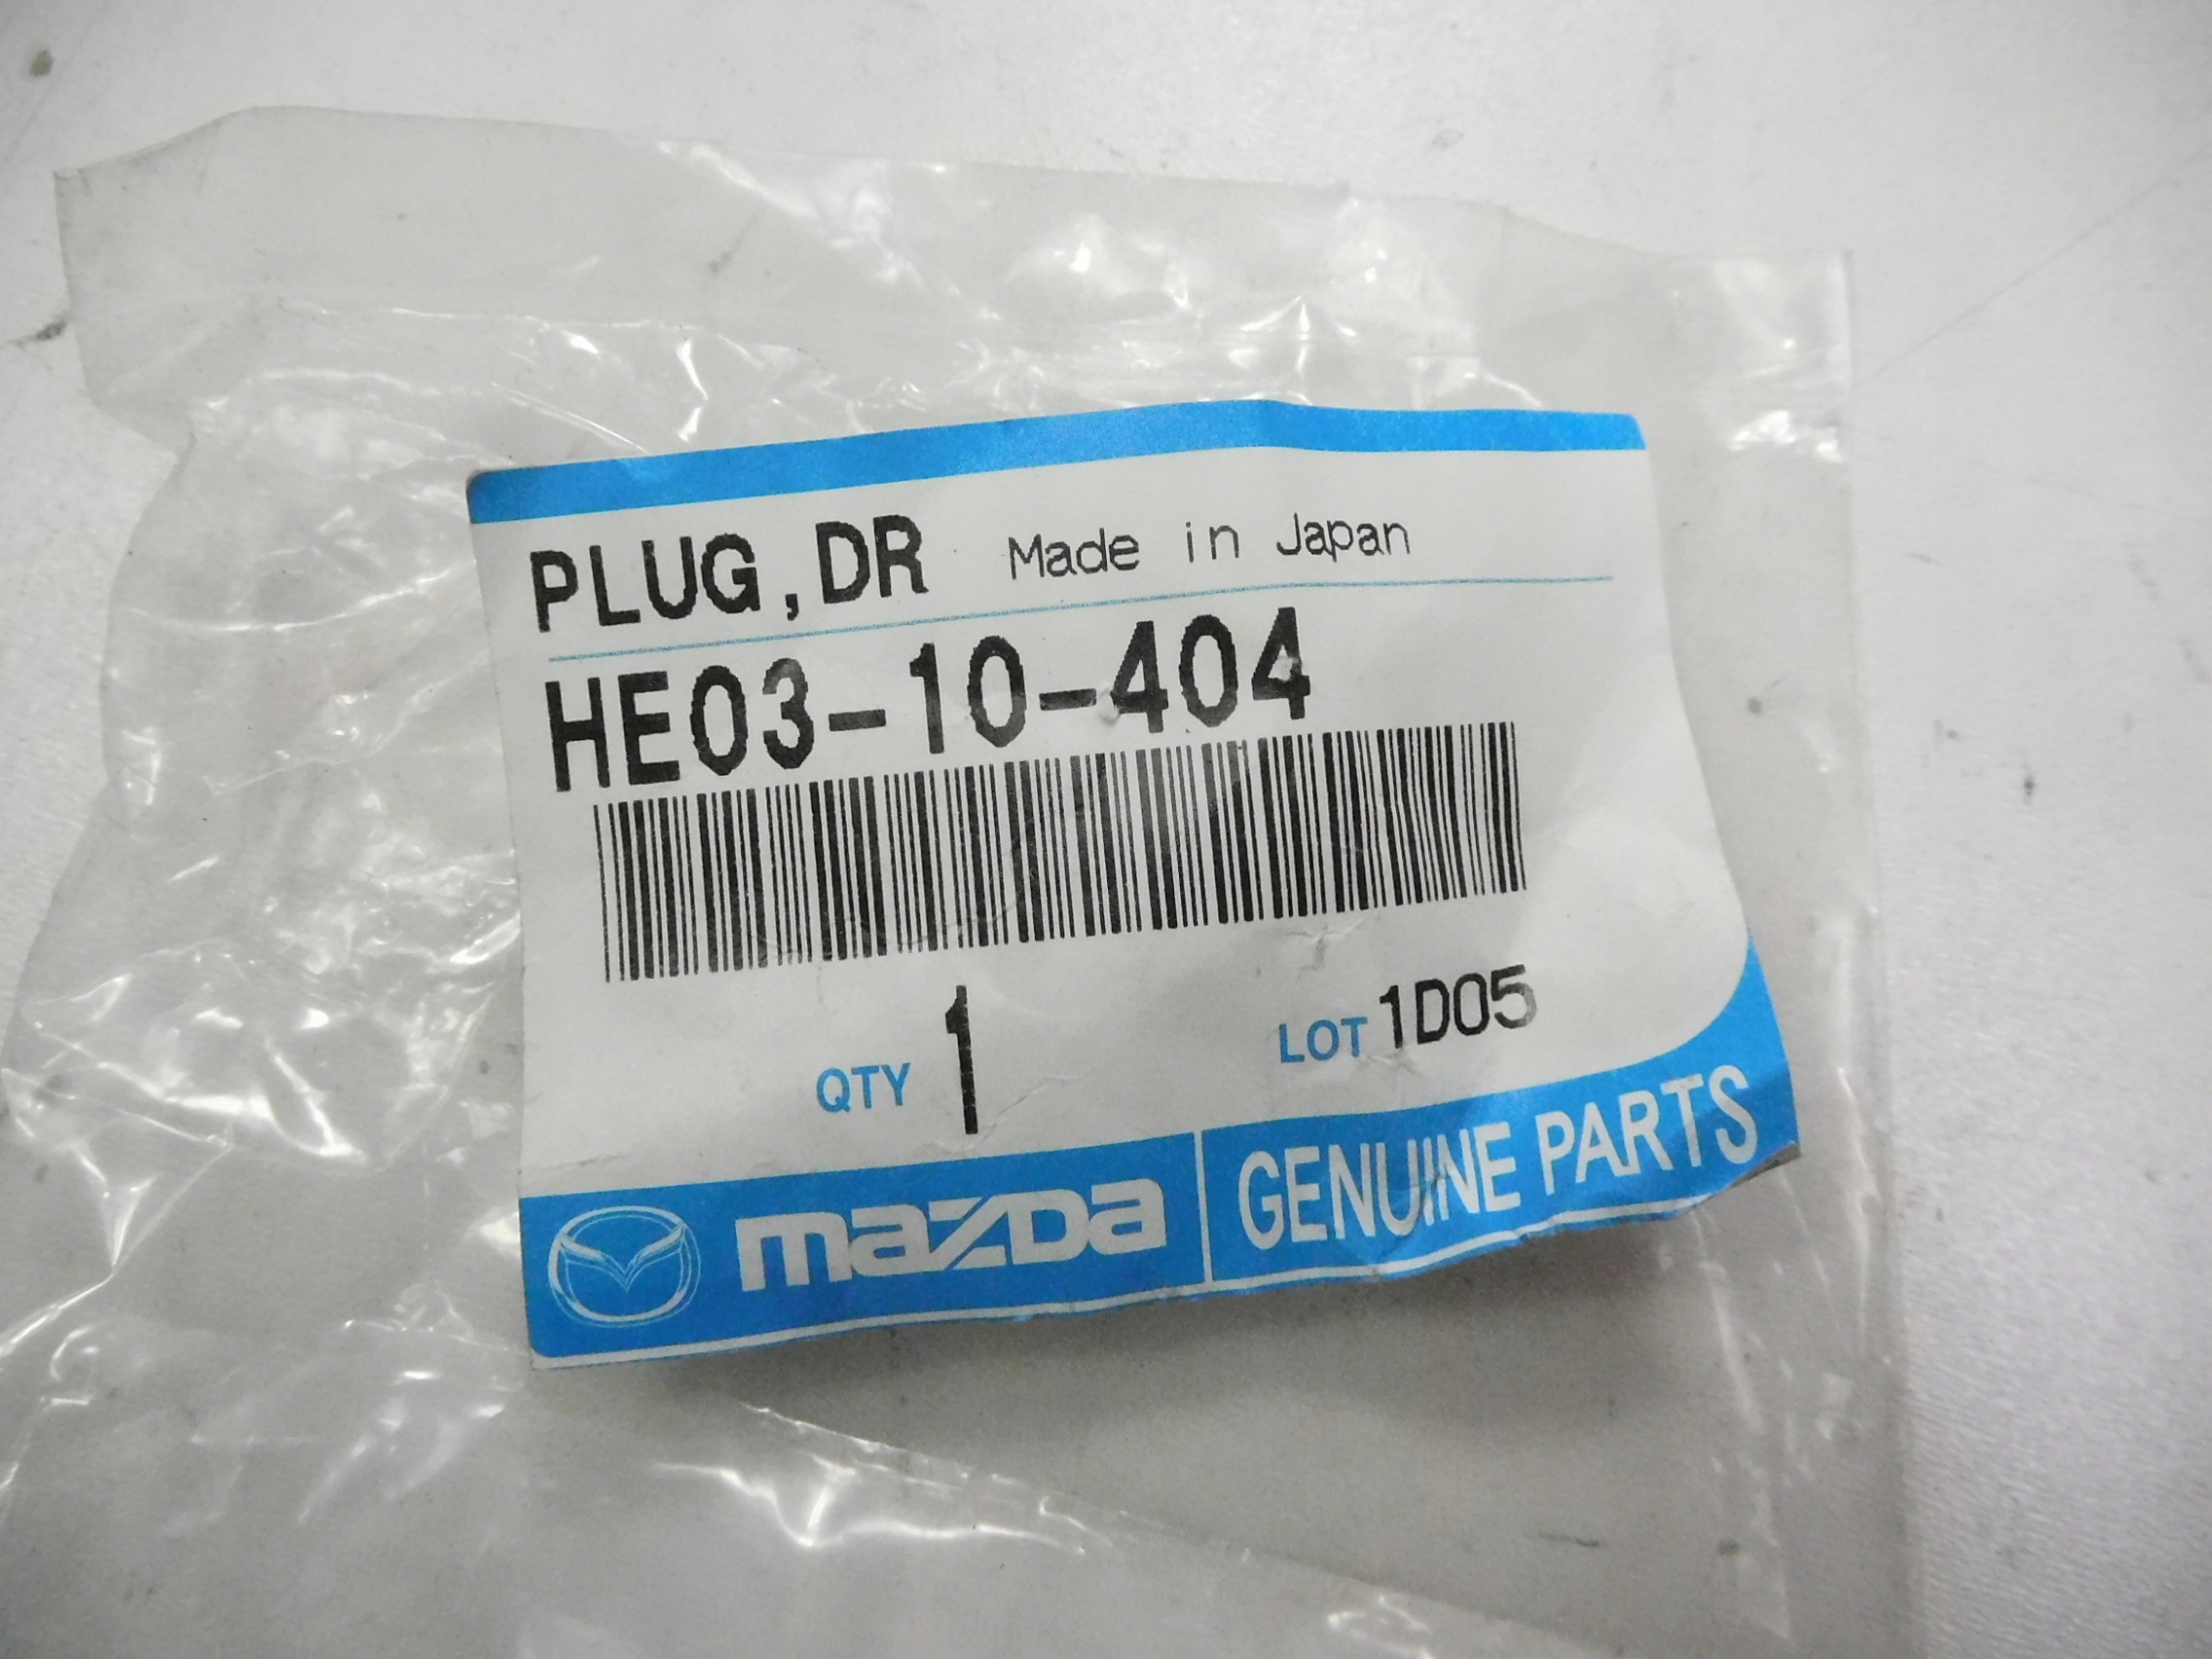 PLUG,DR Made in Japan
HE03-10-404
QTY 1 LOT 1D05
mazda GENUINE PARTS